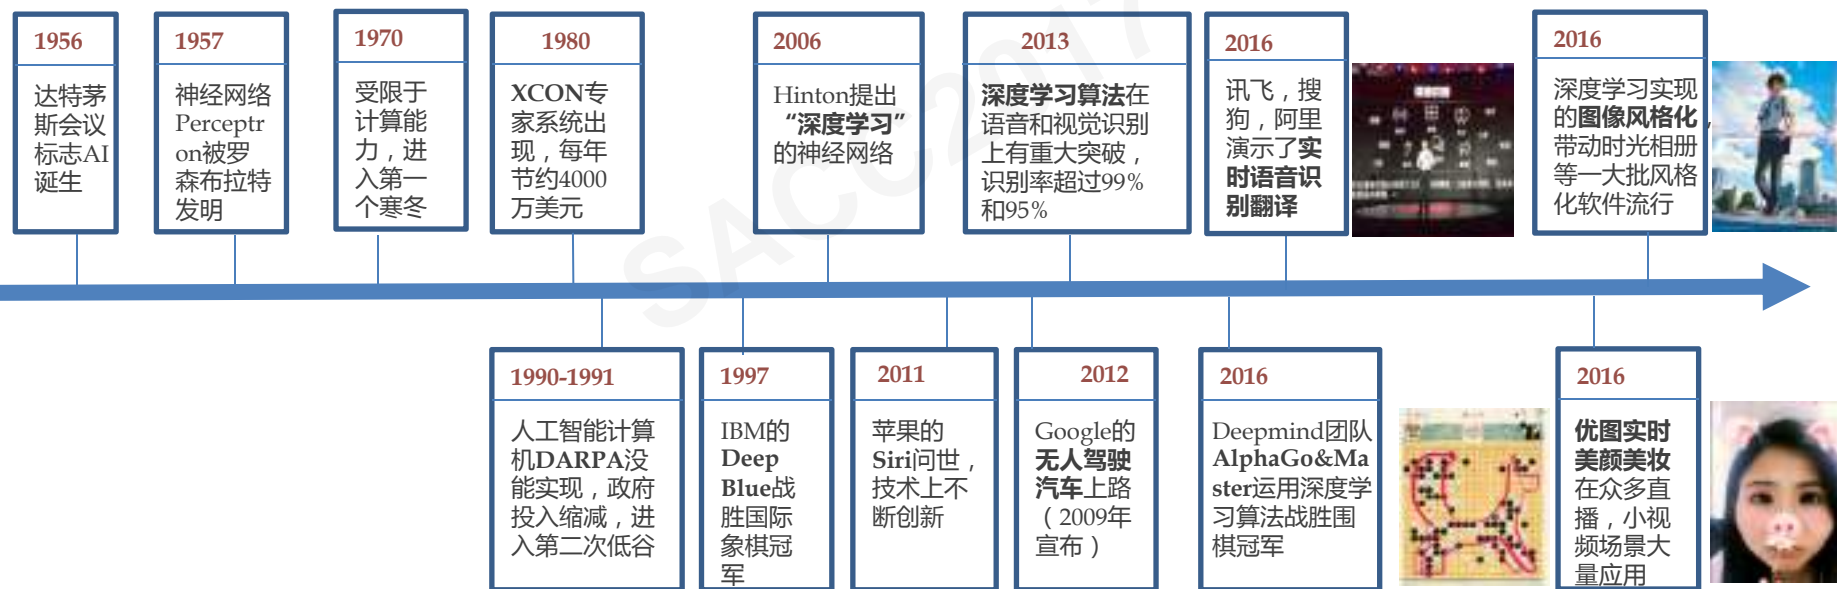 1956
达特茅
斯会议
标志AI
诞生
1957
神经网络
Perceptr
on被罗
森布拉特
发明
1970
受限于
计算能
力，进
入第一
个寒冬
1980
XCON专
家系统出
现，每年
节约4000
万美元
2006
Hinton提出
“深度学习”
的神经网络
2013
深度学习算法在
语音和视觉识别
上有重大突破，
识别率超过99%
和95%
2016
讯飞，搜
狗，阿里
演示了实
时语音识
别翻译
2016
深度学习实现
的图像风格化，
带动时光相册
等一大批风格
化软件流行
SACC2017
1990-1991
人工智能计算
机DARPA没
能实现，政府
投入缩减，进
入第二次低谷
1997
IBM的
Deep
Blue战
胜国际
象棋冠
军
2011
苹果的
Siri问世，
技术上不
断创新
2012
Google的
无人驾驶
汽车上路
（2009年
宣布）
2016
Deepmind团队
AlphaGo&Ma
ster运用深度学
习算法战胜围
棋冠军
2016
优图实时
美颜美妆
在众多直
播，小视
频场景大
量应用